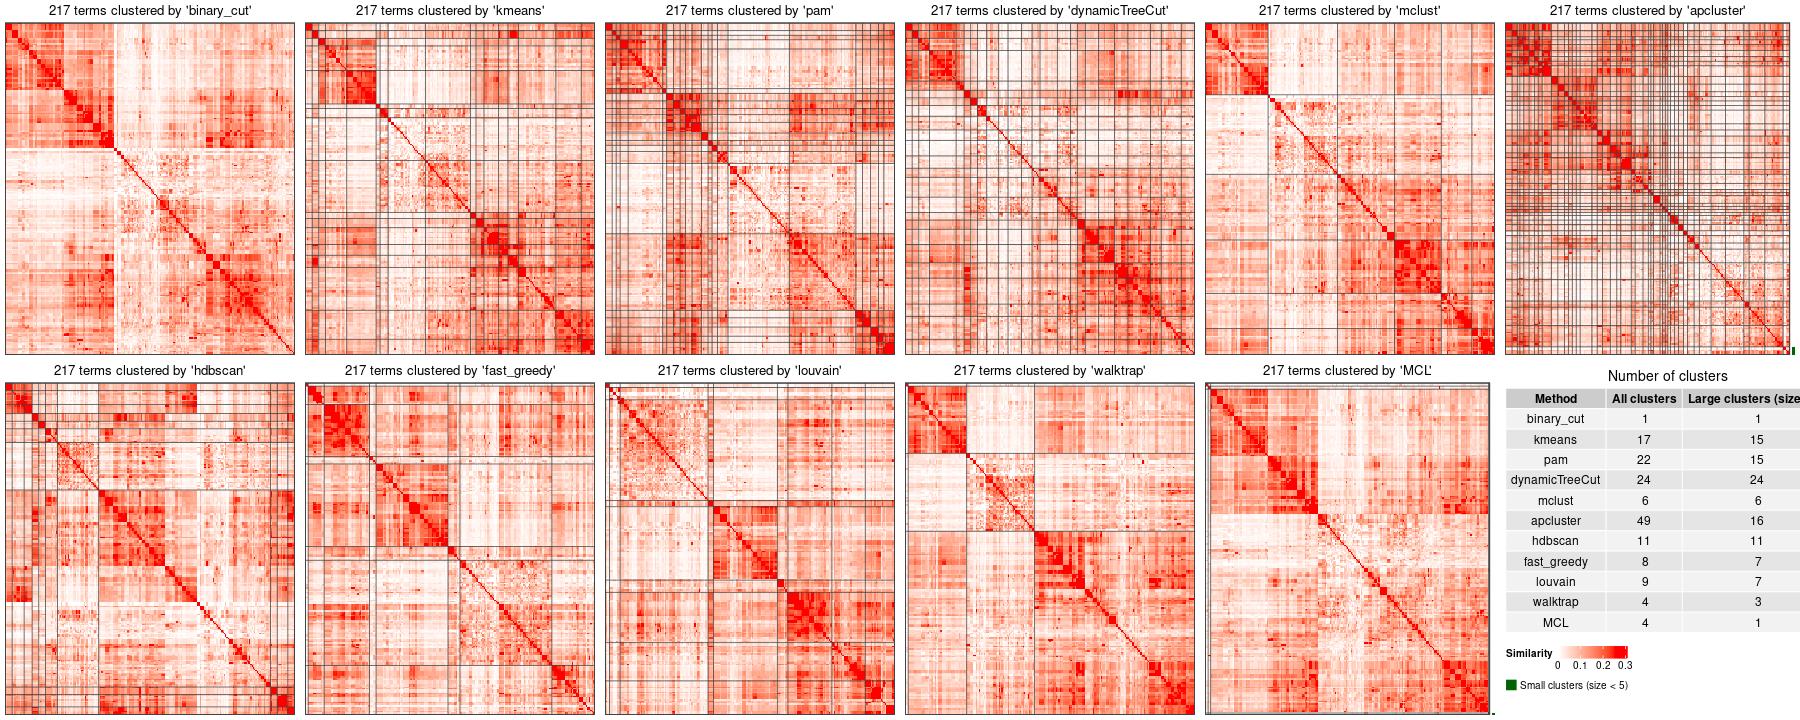 217 terms clustered by 'binary_cut'
217 terms clustered by 'kmeans'
217 terms clustered by 'pam'
217 terms clustered by 'dynamicTreeCut'
217 terms clustered by 'mclust'
217 terms clustered by 'apcluster'
217 terms clustered by 'hdbscan'
217 terms clustered by 'fast_greedy'
217 terms clustered by 'louvain'
217 terms clustered by 'walktrap'
217 terms clustered by 'MCL'
Number of clusters
Method All clusters Large clusters (size
binary_cut 1 1
kmeans 17 15
pam 22 15
dynamicTreeCut 24 24
mclust 6 6
apcluster 49 16
hdbscan 11 11
fast_greedy 8 7
louvain 9 7
walktrap 4 3
MCL 4 1
Similarity
0 0.1 0.2 0.3
Small clusters (size < 5)